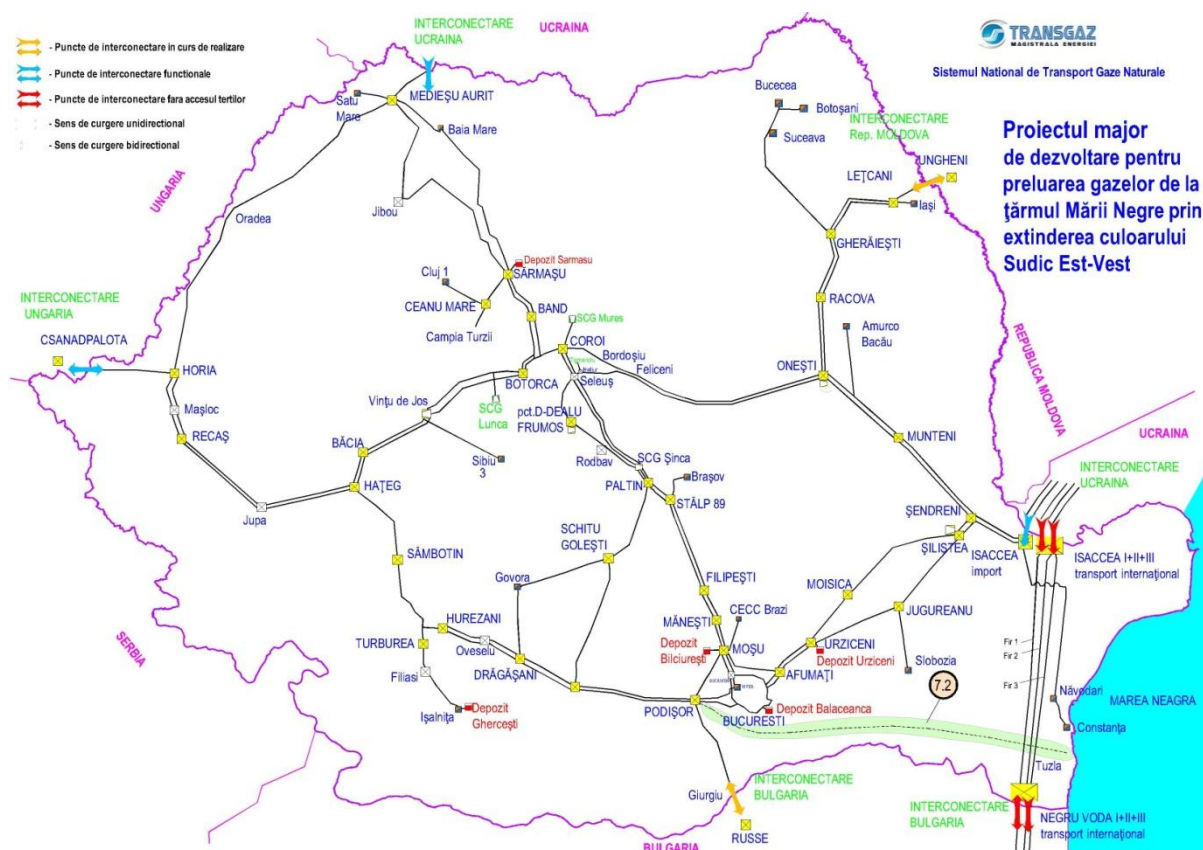 INTERCONECTARE
UCRAINA
UCRAINA
TRANSGAZ
MAGISTRALA ENERGIEI
Sistemul National de Transport Gaze Naturale
- Puncte de interconectare in curs de realizare
- Puncte de interconectare functionale
- Puncte de interconectare fara accesul tertilor
- Sens de curgere unidirectional
- Sens de curgere bidirectional
Proiectul major
de dezvoltare pentru
preluarea gazelor de la
ţărmul Mării Negre prin
extinderea culoarului
Sudic Est-Vest
Satu
Mare
MEDIEŞU AURIT
Baia Mare
Bucecea
Botoşani
Suceava
INTERCONECTARE
Rep. MOLDOVA
UNGHENI
LEŢCANI
Iaşi
UNGARIA
Oradea
Jibou
GHERĂIEŞTI
Depozit Sarmasu
SĂRMAŞU
Cluj 1
CEANU MARE
BAND
Campia Turzii
RACOVA
Amurco
Bacău
REPUBLICA MOLDOVA
INTERCONECTARE
UNGARIA
CSANADPALOTA
HORIA
Maşloc
RECAŞ
SCG Mures
COROI
Bordoşiu
Feliceni
BOTORCA
Seleuş
ONEŞTI
Vinţu de Jos
SCG
Lunca
pct.D-DEALU
FRUMOS
BĂCIA
Sibiu
3
Rodbav
SCG Şinca
MUNTENI
UCRAINA
INTERCONECTARE
UCRAINA
HAŢEG
Jupa
PALTIN
Braşov
STÂLP 89
ŞENDRENI
ŞILISTEA
ISACCEA
import
ISACCEA I+II+III
transport internaţional
SÂMBOTIN
SCHITU
GOLEŞTI
Govora
FILIPEŞTI
MOISICA
MĂNEŞTI
CECC Brazi
JUGUREANU
SERBIA
HUREZANI
TURBUREA
Oveselu
Depozit
Bilciureşti
MOŞU
URZICENI
Depozit Urziceni
Fir 1
Fir 2
Fir 3
Filiasi
DRĂGĂŞANI
AFUMAŢI
Slobozia
7.2
Năvodari
MAREA NEAGRA
Işalniţa
Depozit
Gherceşti
PODIŞOR
BUCURESTI
Depozit Balaceanca
Constanţa
Tuzla
Giurgiu
INTERCONECTARE
BULGARIA
RUSSE
INTERCONECTARE
BULGARIA
NEGRU VODA I+II+III
transport internaţional
BULGARIA